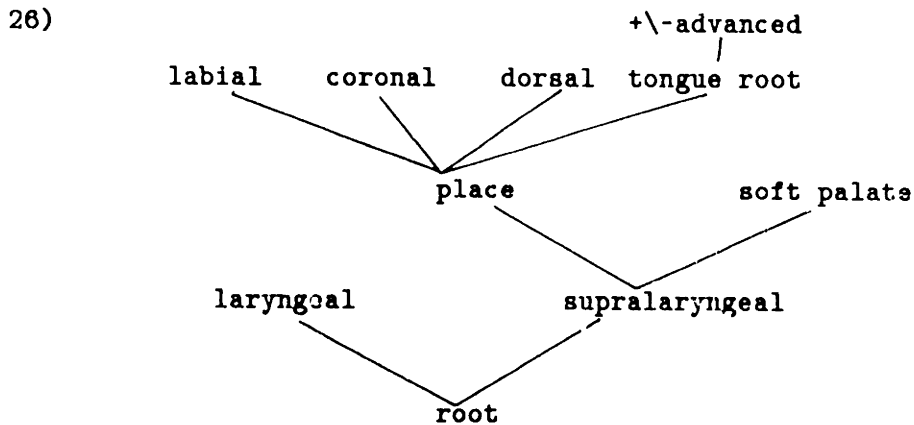 26)
+\-advanced
labial coronal dorsal tongue root
place soft palate
laryngeal supralaryngeal
root